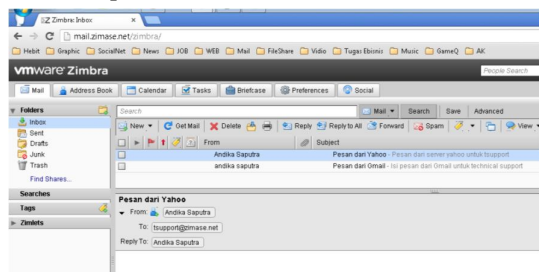 Zimbra: Inbox
mail.zimase.net/zimbra/
Hebit Graphic SocialNet News JOB WEB Mail FileShare Vidio Tugas Ebisnis Music GameQ AK
vmware Zimbra
People Search
Mail Address Book Calendar Tasks Briefcase Preferences Social
Folders
Search Mail Search Save Advanced
Inbox
New Get Mail Delete Reply Reply to All Forward Spam View
Sent
From Subject
Drafts
Andika Saputra Pesan dari Yahoo - Pesan dari server yahoo untuk tsupport
Junk
andika saputra Pesan dari Gmail - Isi pesan dari Gmail untuk technical support
Trash
Find Shares...
Searches
Tags
Zimlets
Pesan dari Yahoo
From: Andika Saputra
To: tsupport@zimase.net
Reply To: Andika Saputra